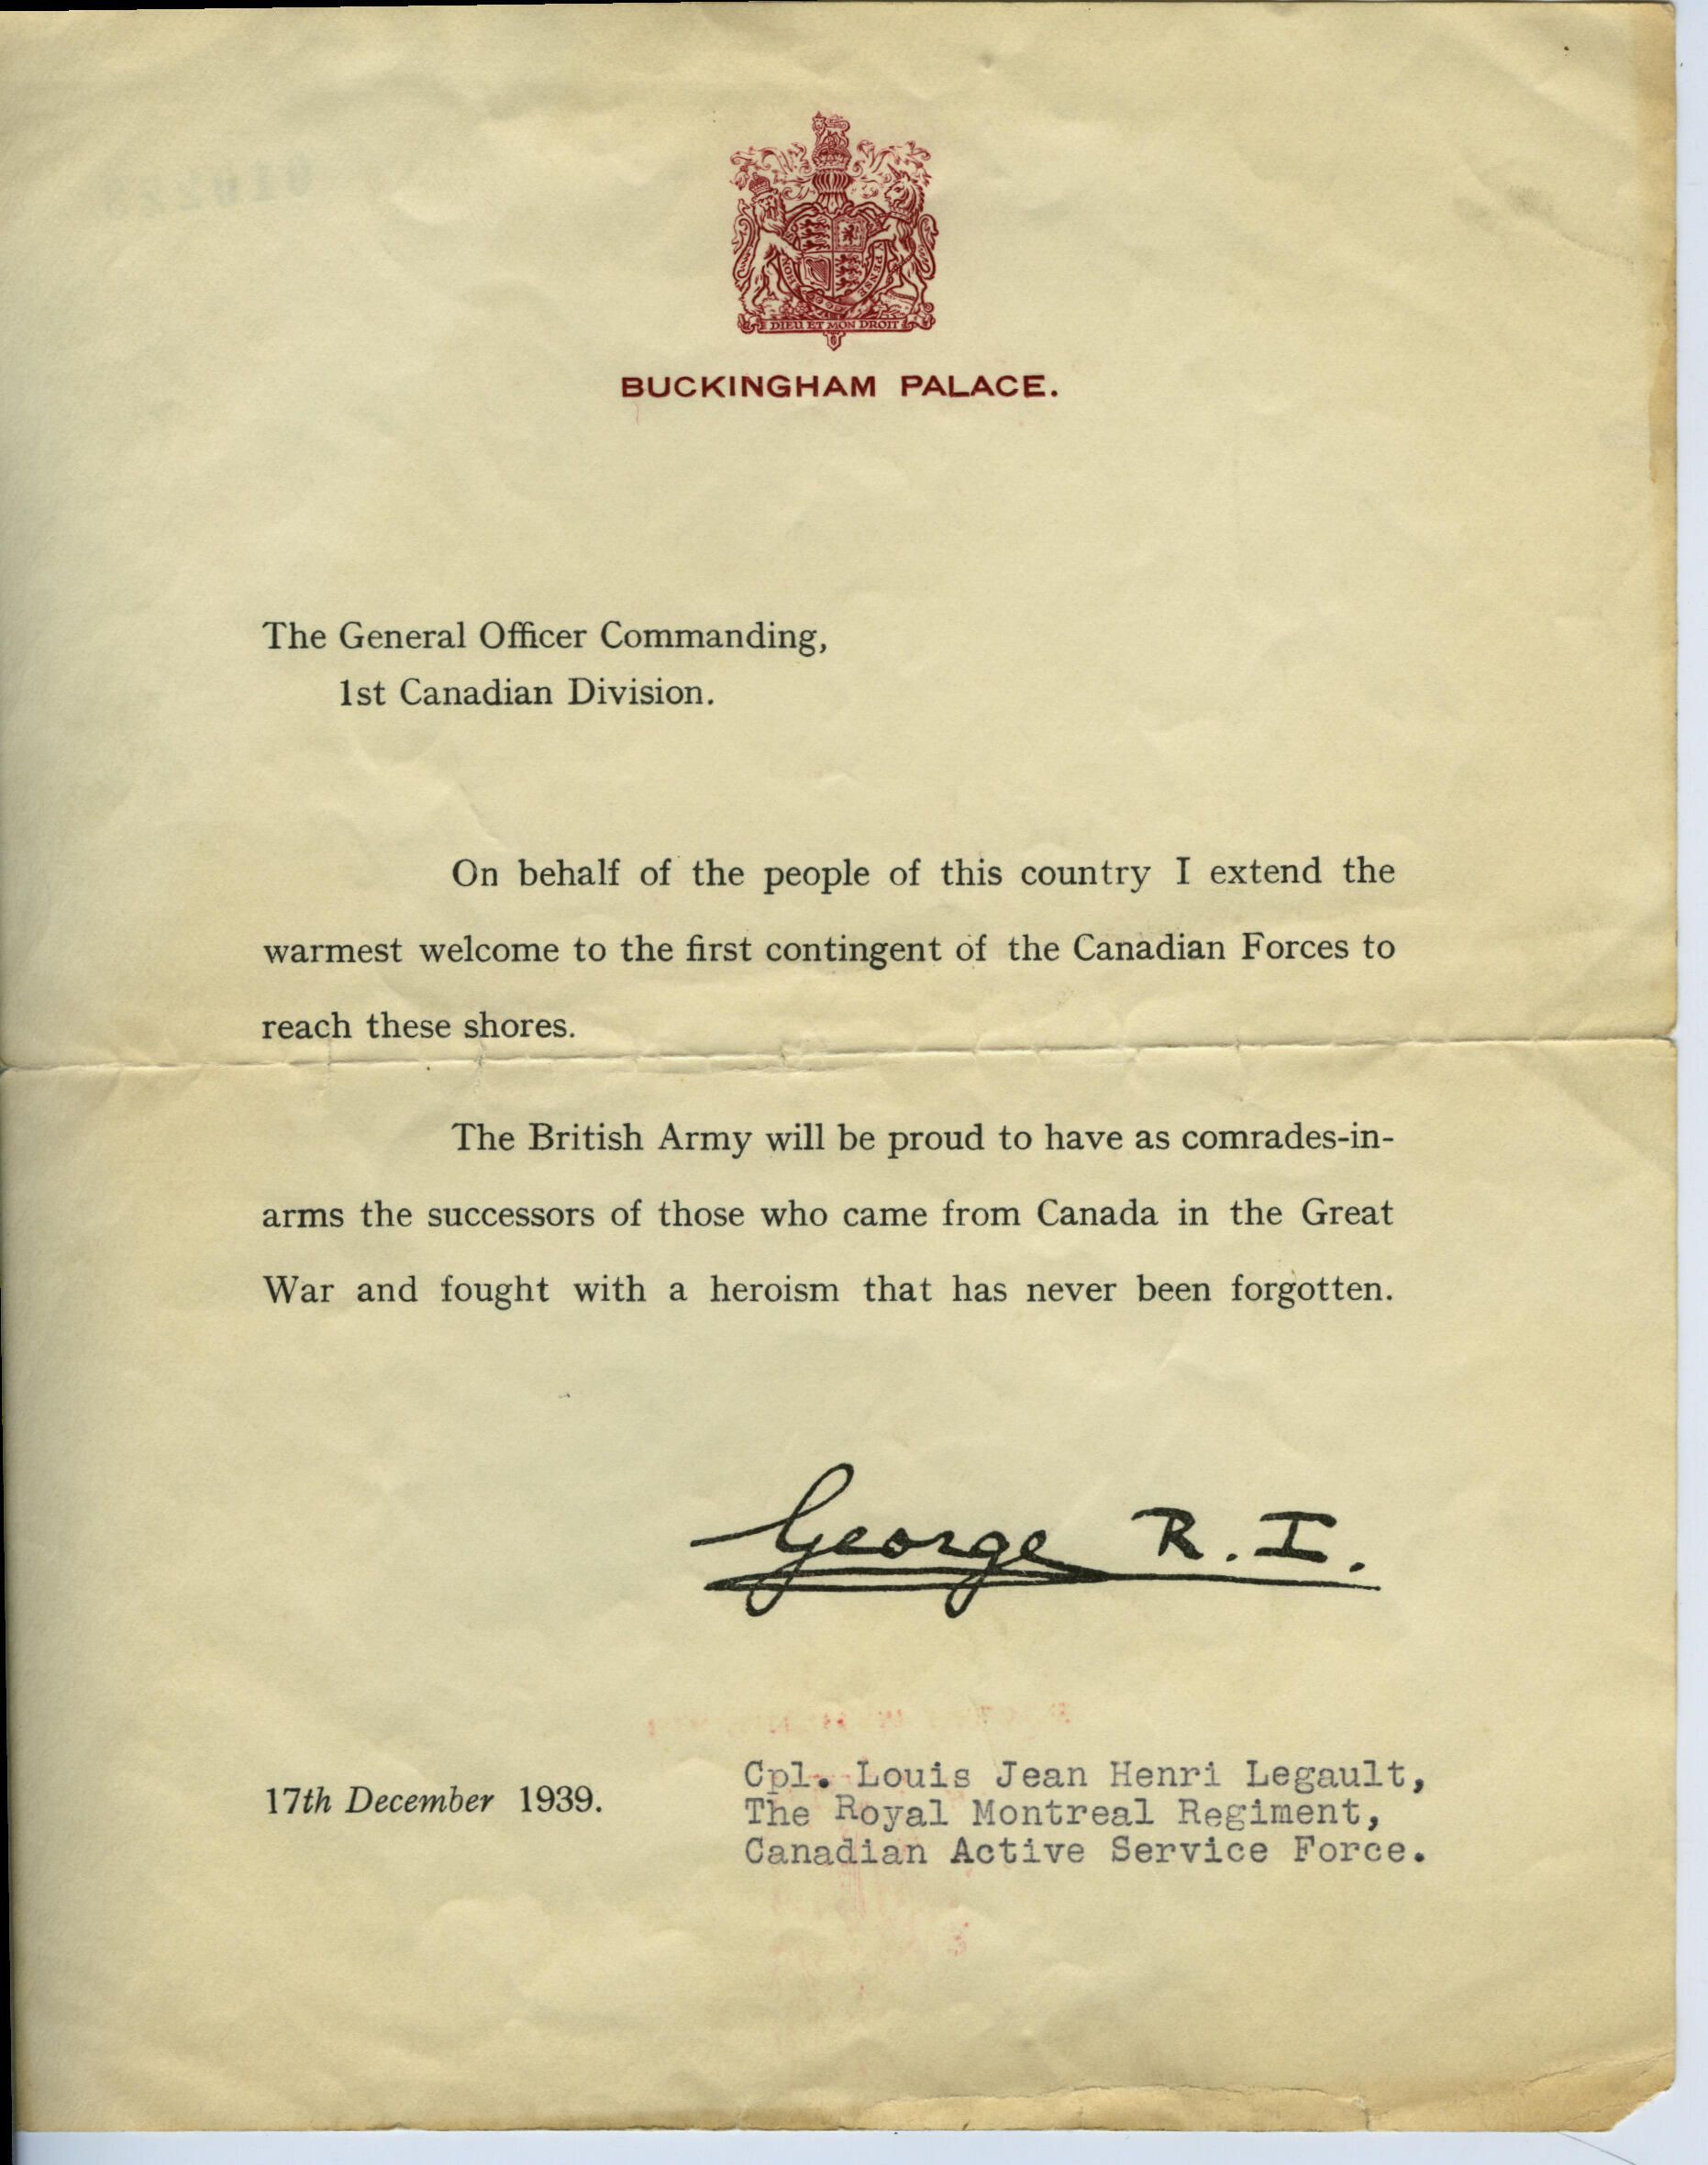 DIEU ET MON DROIT
BUCKINGHAM PALACE.
The General Officer Commanding,
1st Canadian Division.
On behalf of the people of this country I extend the
warmest welcome to the first contingent of the Canadian Forces to
reach these shores.
The British Army will be proud to have as comrades-in-
arms the successors of those who came from Canada in the Great
War and fought with a heroism that has never been forgotten.
George R. I.
17th December 1939.
Cpl. Louis Jean Henri Legault,
The Royal Montreal Regiment,
Canadian Active Service Force.